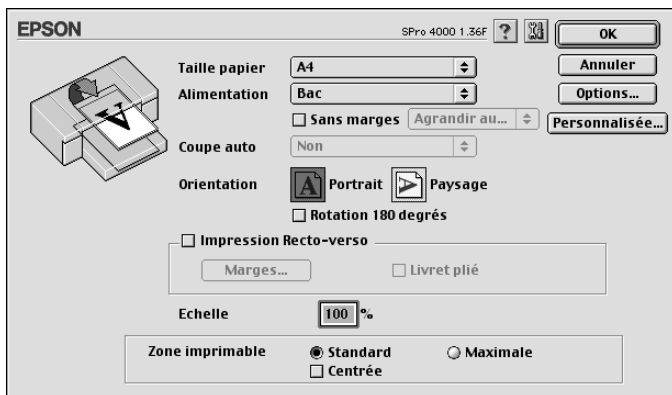 EPSON SPro 4000 1.36F ? OK
Taille papier A4 Annuler
Alimentation Bac Options...
Sans marges Agrandir au... Personnalisée...
Coupe auto Non
Orientation A Portrait A Paysage
Rotation 180 degrés
Impression Recto-verso
Marges... Livret plié
Echelle 100 %
Zone imprimable Standard Maximale
Centrée